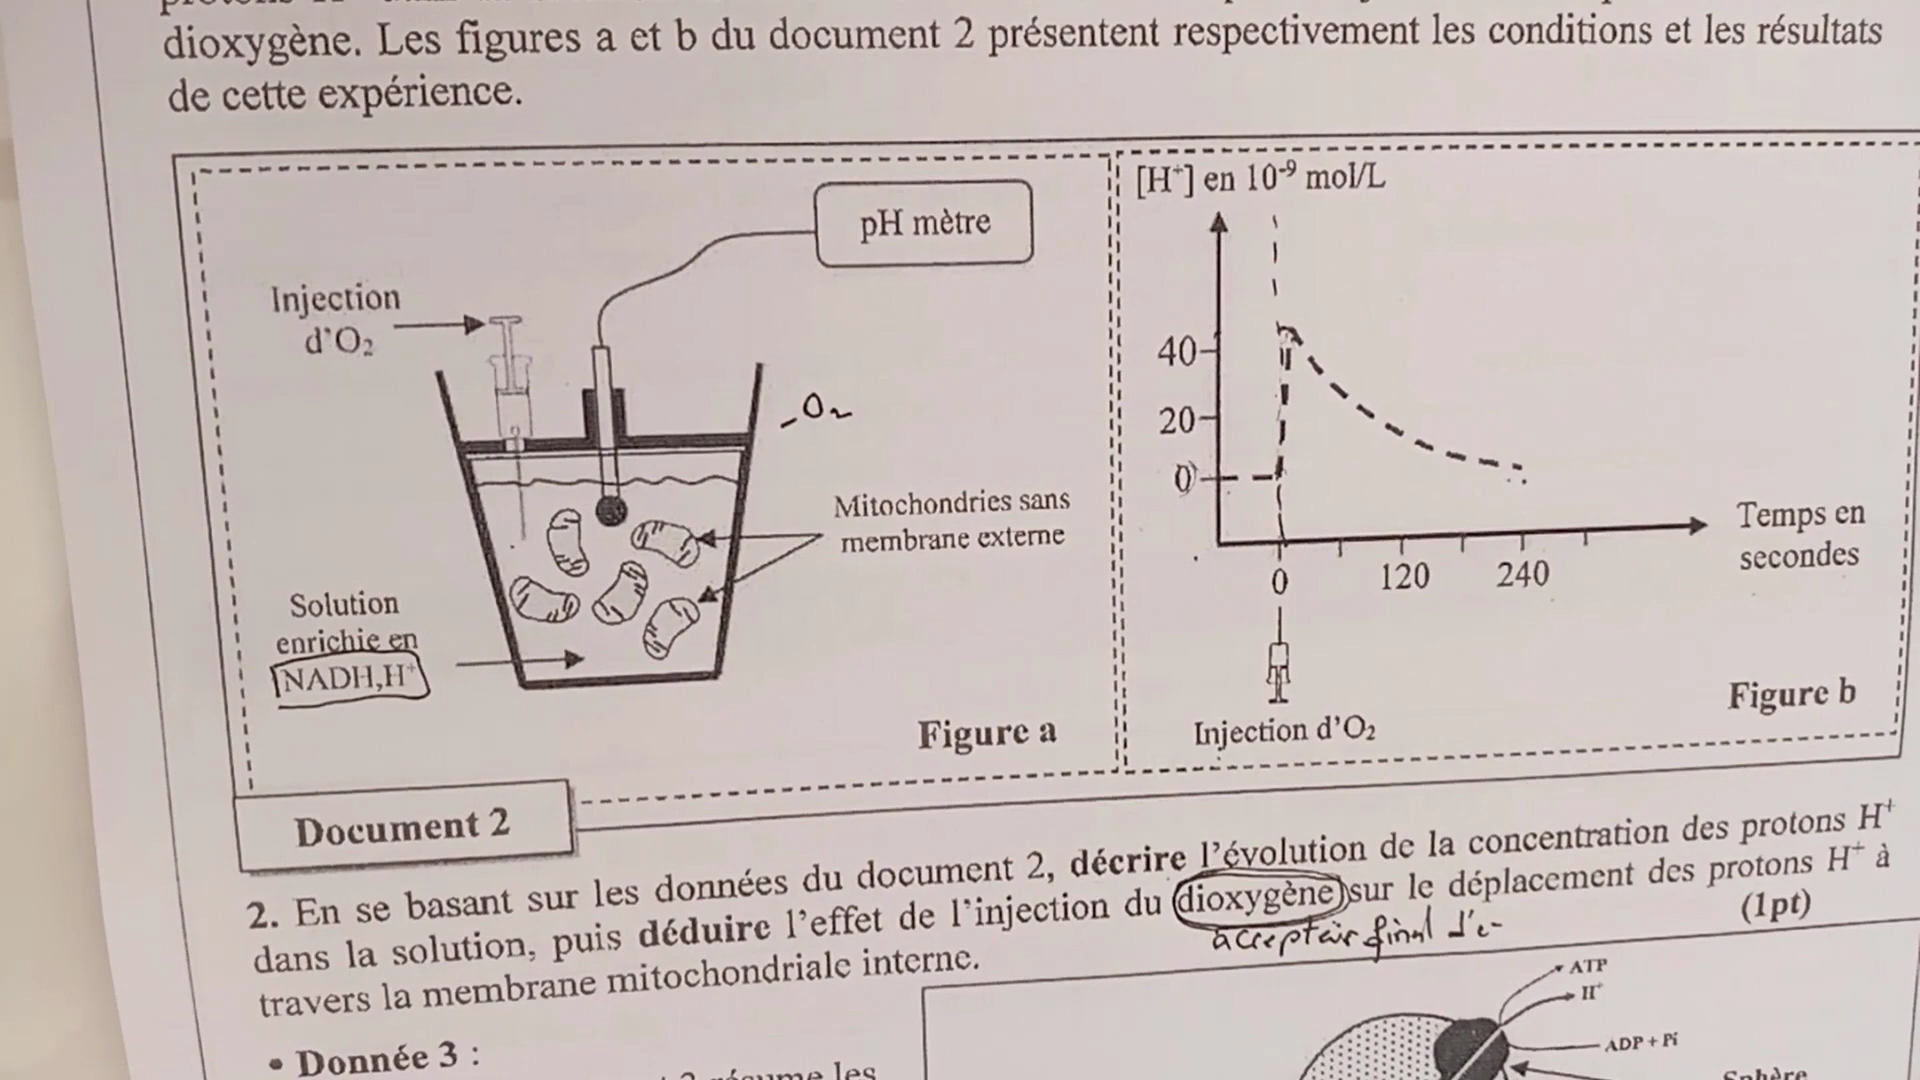 dioxygène. Les figures a et b du document 2 présentent respectivement les conditions et les résultats
de cette expérience.
pH mètre
Injection
d'O₂
-O₂
Mitochondries sans
membrane externe
Solution
enrichie en
NADH,H⁺
Figure a
[H⁺] en 10⁻⁹ mol/L
40
20
0
Temps en
secondes
0 120 240
Injection d'O₂
Figure b
Document 2
2. En se basant sur les données du document 2, décrire l'évolution de la concentration des protons H⁺
dans la solution, puis déduire l'effet de l'injection du dioxygène sur le déplacement des protons H⁺ à
travers la membrane mitochondriale interne. (1pt)
accepteur final d'e-
ATP
H⁺
ADP + Pi
Sphère
• Donnée 3 :
résume les